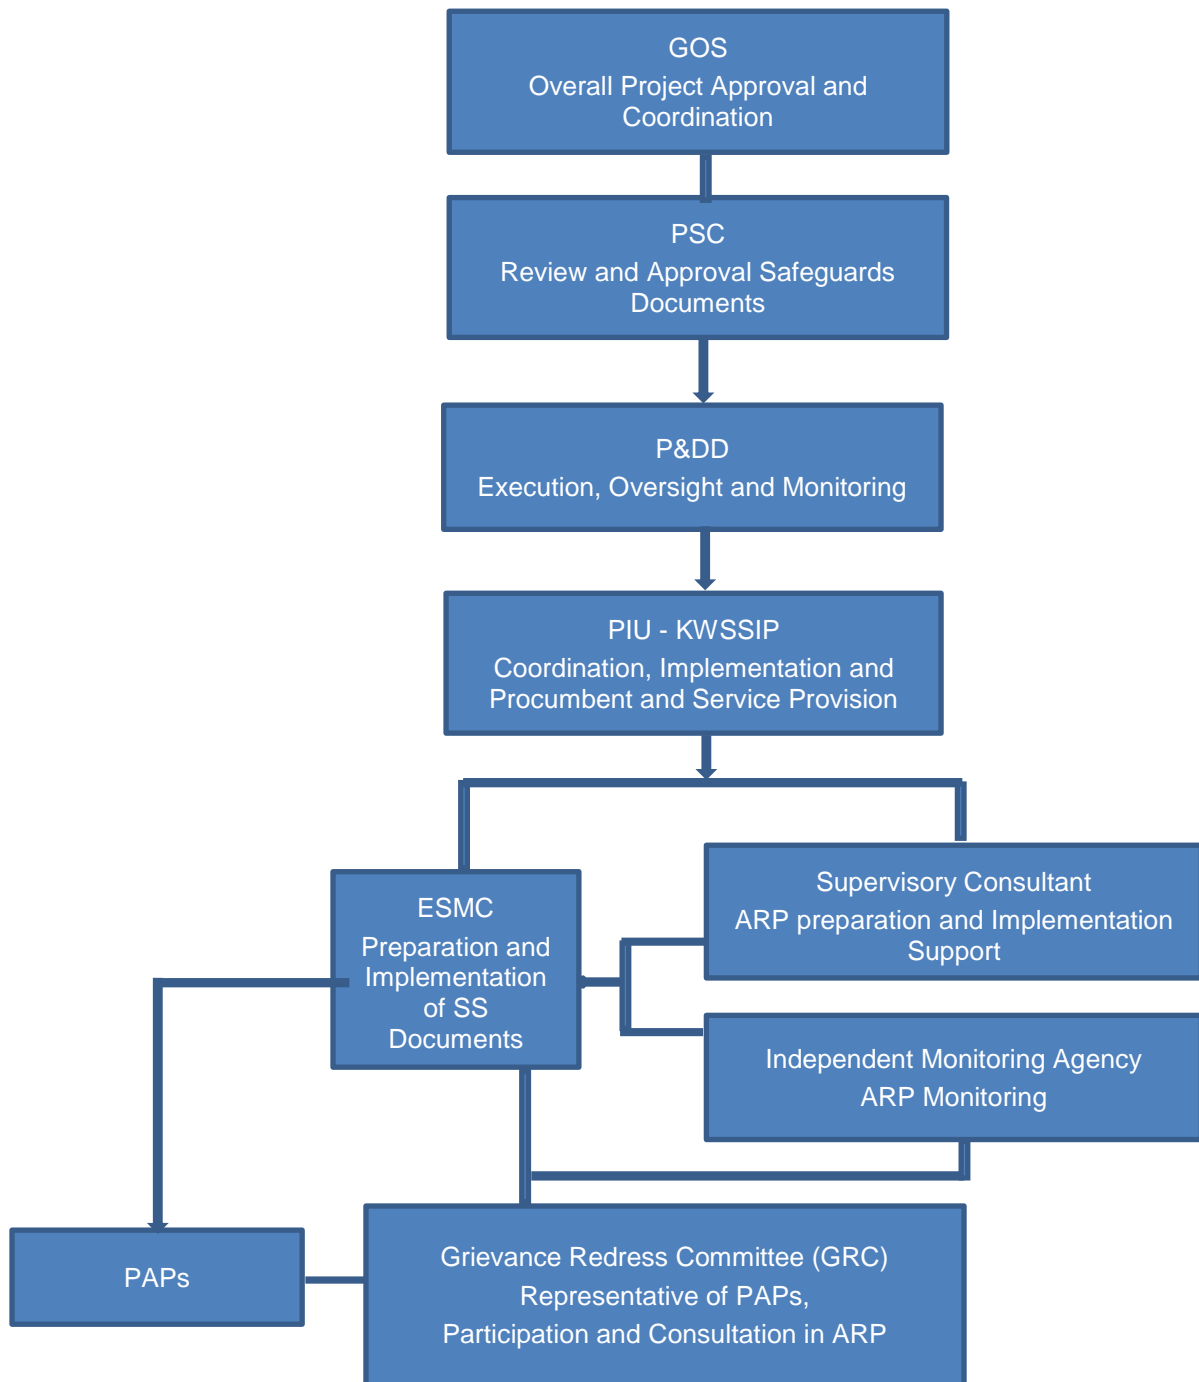 GOS
Overall Project Approval and
Coordination
PSC
Review and Approval Safeguards
Documents
P&DD
Execution, Oversight and Monitoring
PIU - KWSSIP
Coordination, Implementation and
Procumbent and Service Provision
ESMC
Preparation and
Implementation
of SS
Documents
Supervisory Consultant
ARP preparation and Implementation
Support
Independent Monitoring Agency
ARP Monitoring
PAPs
Grievance Redress Committee (GRC)
Representative of PAPs,
Participation and Consultation in ARP